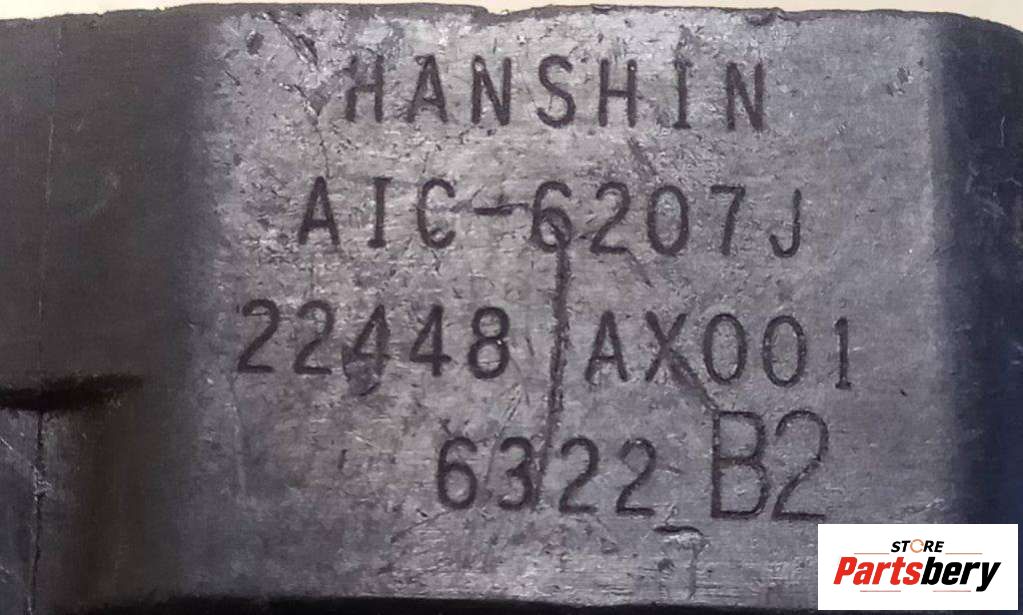 HANSHIN
AIC-6207J
22448 AX001
6322 B2
STORE
Partsbery